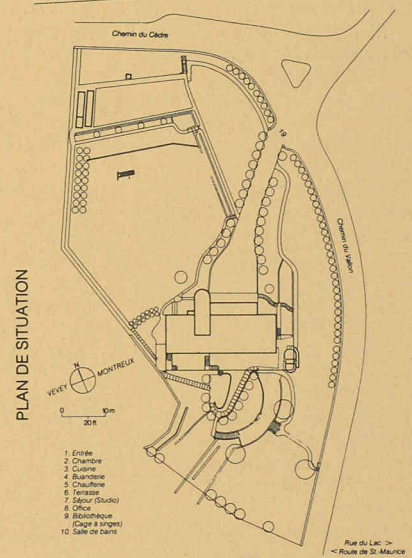 Chemin du Cèdre
19
Chemin du Vallon
PLAN DE SITUATION
N
VEVEY
MONTREUX
0 10m
20ft
1. Entrée
2. Chambre
3. Cuisine
4. Buanderie
5. Chaufferie
6. Terrasse
7. Séjour (Studio)
8. Office
9. Bibliothèque
(Cage à singes)
10. Salle de bains
Rue du Lac >
< Route de St.-Maurice